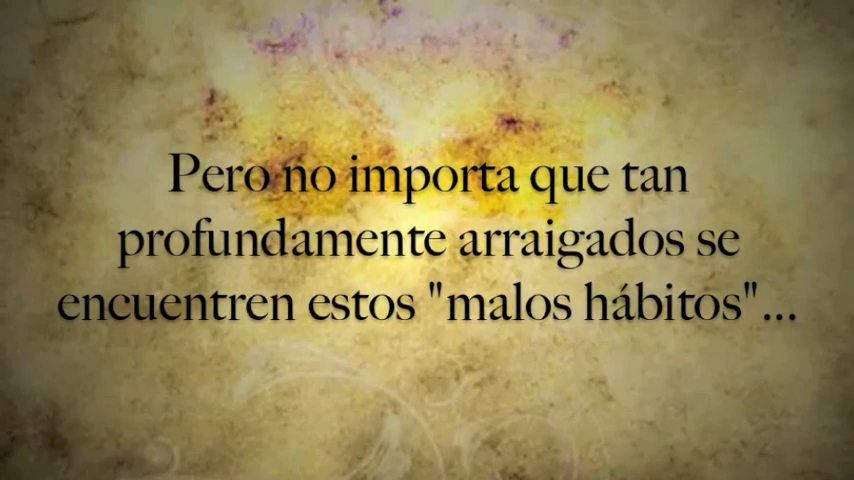 Pero no importa que tan
profundamente arraigados se
encuentren estos "malos hábitos"...